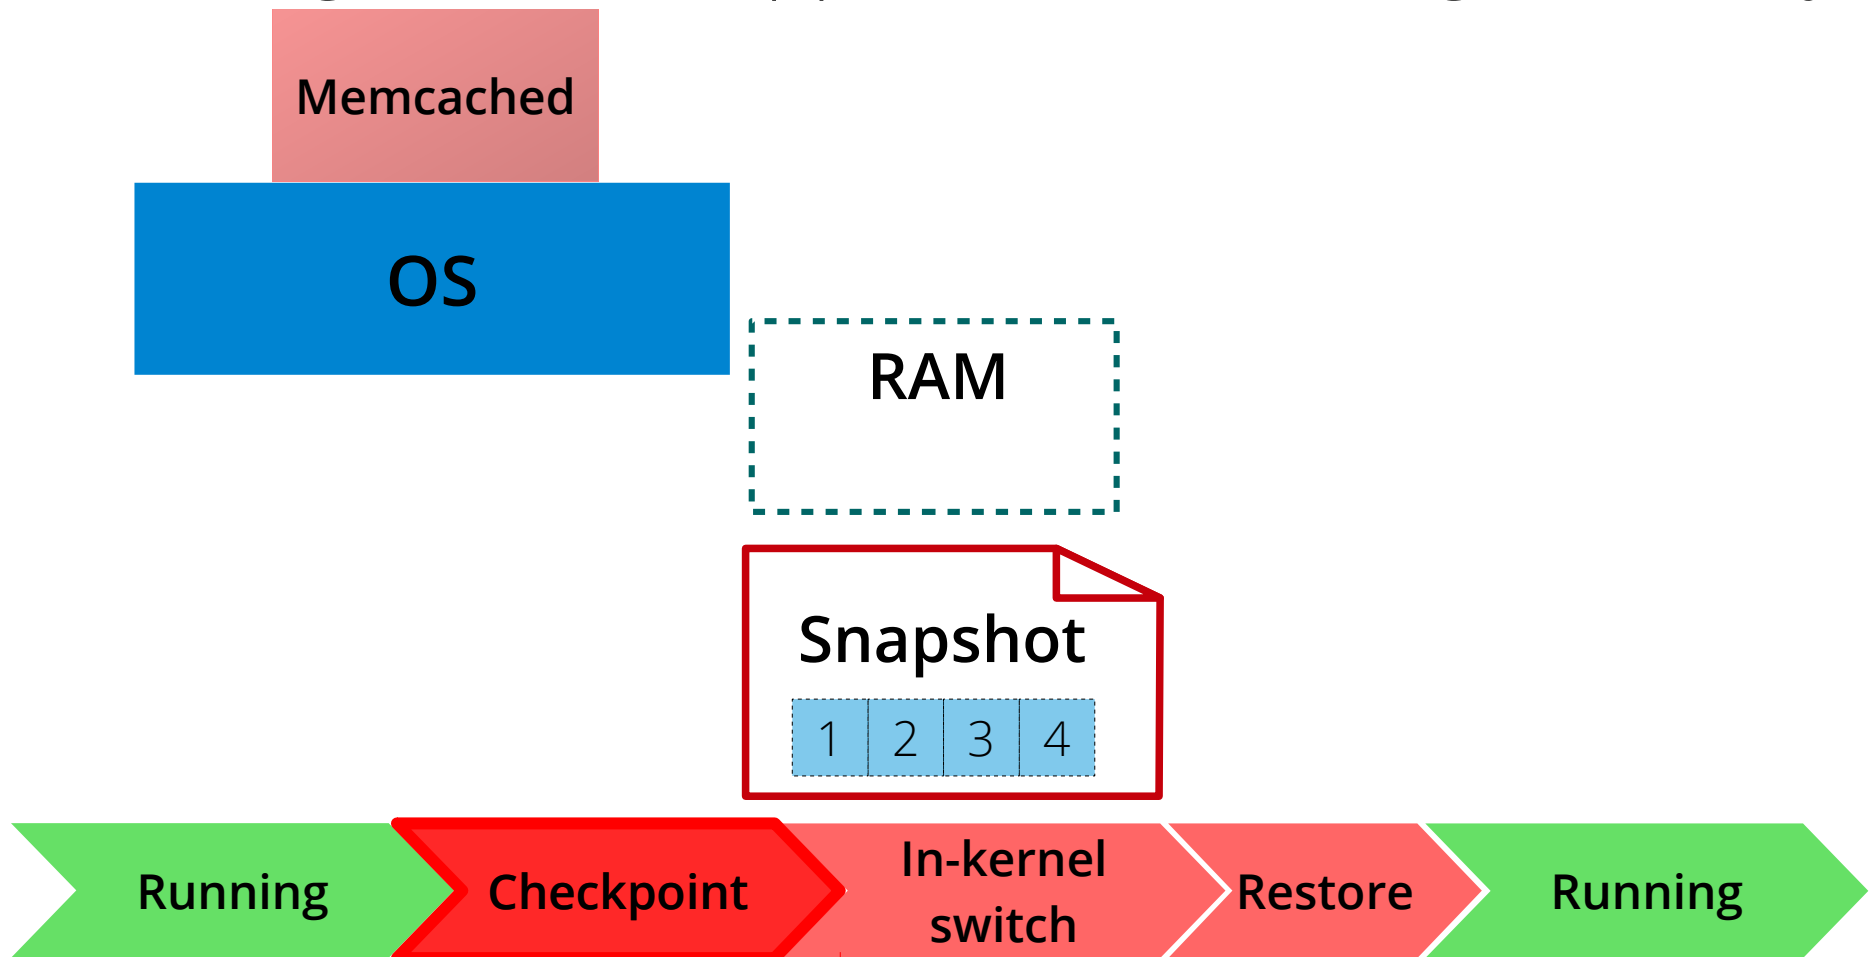 Memcached
OS
RAM
Snapshot
1 2 3 4
Running
Checkpoint
In-kernel
switch
Restore
Running